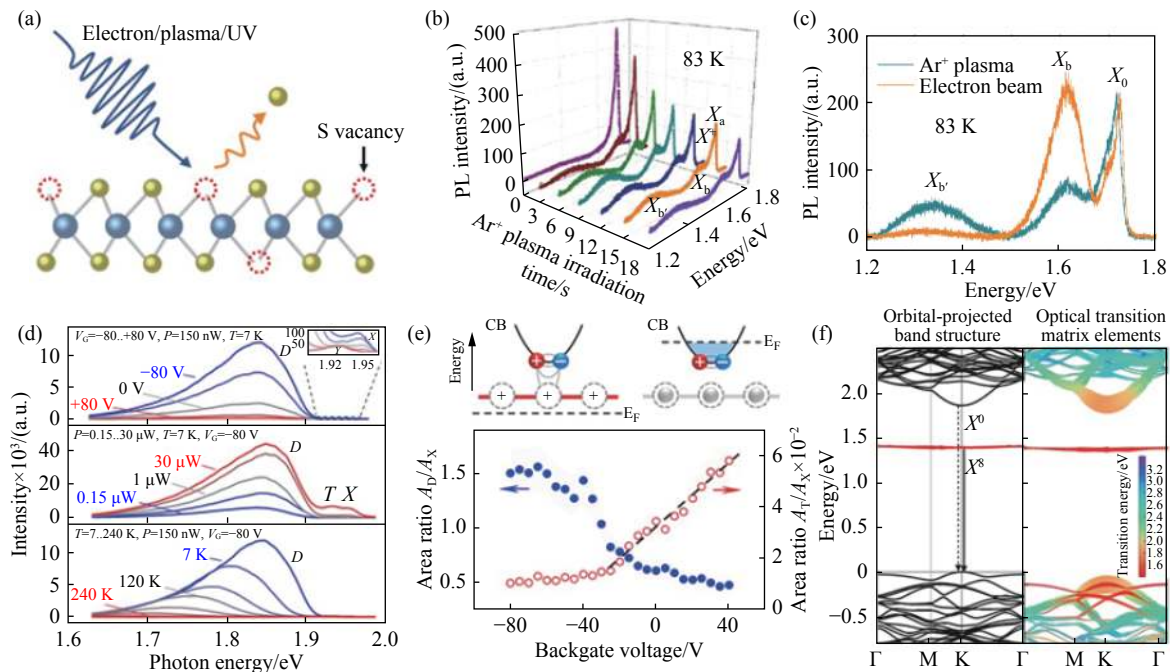 (a)
Electron/plasma/UV
S vacancy
(b)
PL intensity/(a.u.)
500
400
300
200
100
0
83 K
Xa
X+
Xb
Xb′
0
3
6
9
12
15
18
Ar+ plasma irradiation
time/s
1.2
1.4
1.6
1.8
Energy/eV
(c)
PL intensity/(a.u.)
300
200
100
0
Ar+ plasma
Electron beam
83 K
Xb′
Xb
X0
1.2 1.4 1.6 1.8
Energy/eV
(d)
Intensity×10³/(a.u.)
VG=−80..+80 V, P=150 nW, T=7 K
10
5
0
−80 V
0 V
+80 V
D
100
50
X
1.92 1.95
P=0.15..30 μW, T=7 K, VG=−80 V
40
20
0
30 μW
1 μW
0.15 μW
D
T X
T=7..240 K, P=150 nW, VG=−80 V
10
5
0
7 K
120 K
240 K
D
1.6 1.7 1.8 1.9 2.0
Photon energy/eV
(e)
Energy
CB
CB
EF
EF
+ −
+ −
+ + +
Area ratio AD/AX
1.5
1.0
0.5
Area ratio AT/AX×10−2
6
4
2
0
−80 −40 0 40
Backgate voltage/V
(f)
Orbital-projected
band structure
Optical transition
matrix elements
Energy/eV
2.0
1.5
1.0
0.5
0
−0.5
X0
X8
Transition energy/eV
3.2
3.0
2.8
2.6
2.4
2.2
2.0
1.8
1.6
Γ M K Γ M K Γ